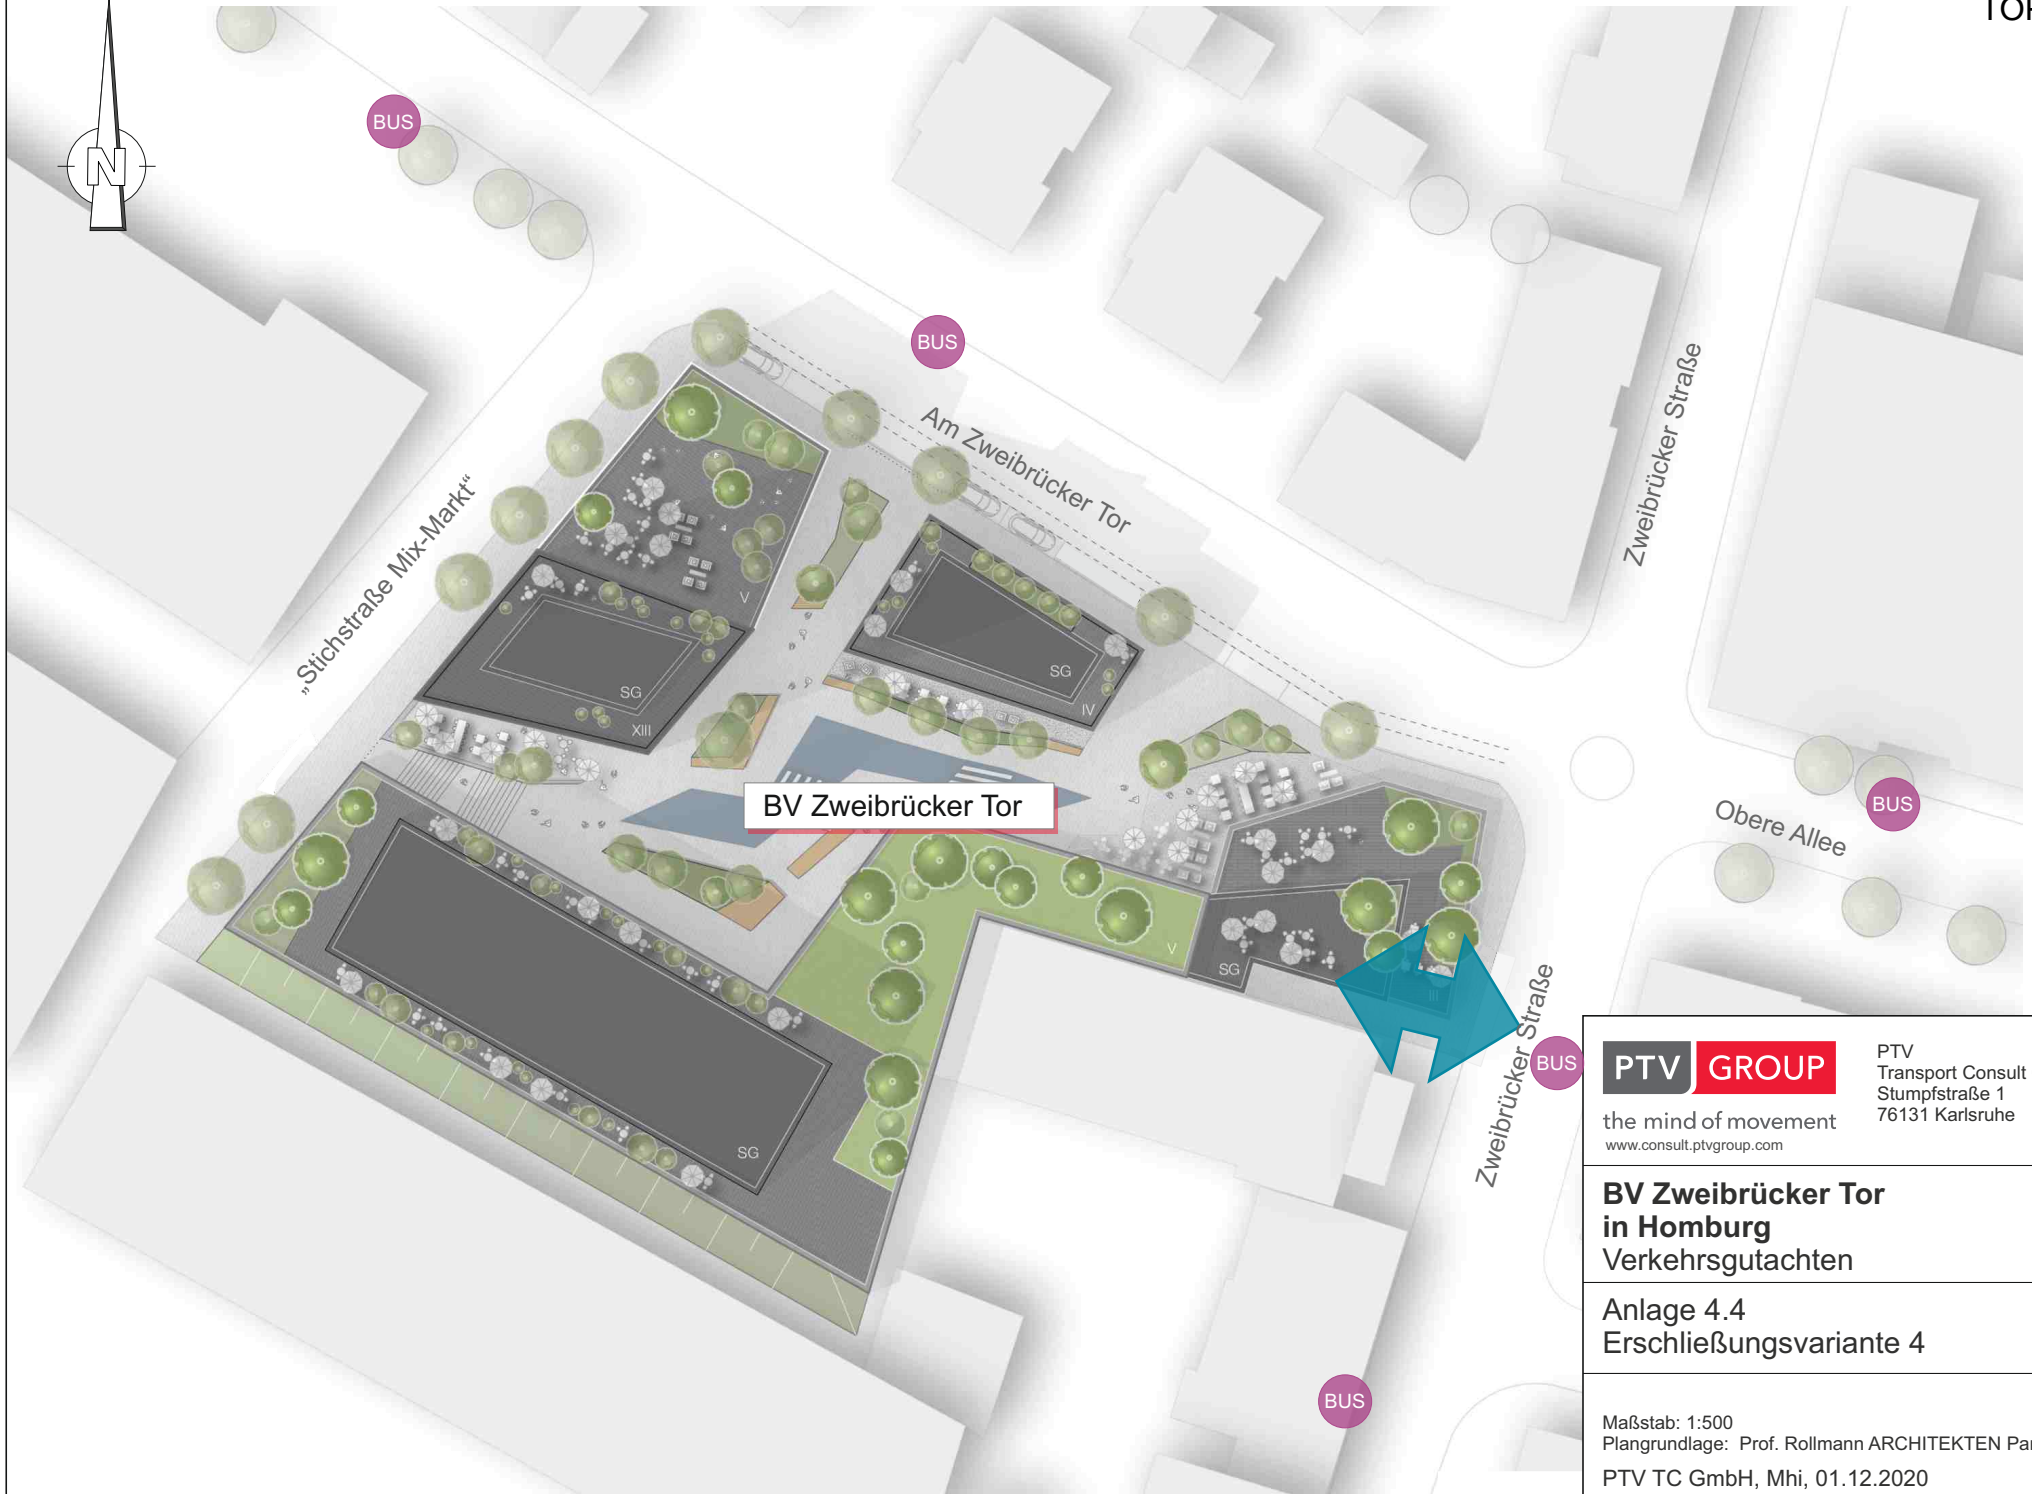 TOP
N
BUS
BUS
Zweibrücker Straße
Am Zweibrücker Tor
„Stichstraße Mix-Markt“
V
SG
XIII
SG
IV
BV Zweibrücker Tor
Obere Allee
BUS
V
SG
III
Zweibrücker Straße
BUS
SG
BUS
PTV GROUP
the mind of movement
www.consult.ptvgroup.com
PTV
Transport Consult
Stumpfstraße 1
76131 Karlsruhe
BV Zweibrücker Tor
in Homburg
Verkehrsgutachten
Anlage 4.4
Erschließungsvariante 4
Maßstab: 1:500
Plangrundlage: Prof. Rollmann ARCHITEKTEN
PTV TC GmbH, Mhi, 01.12.2020